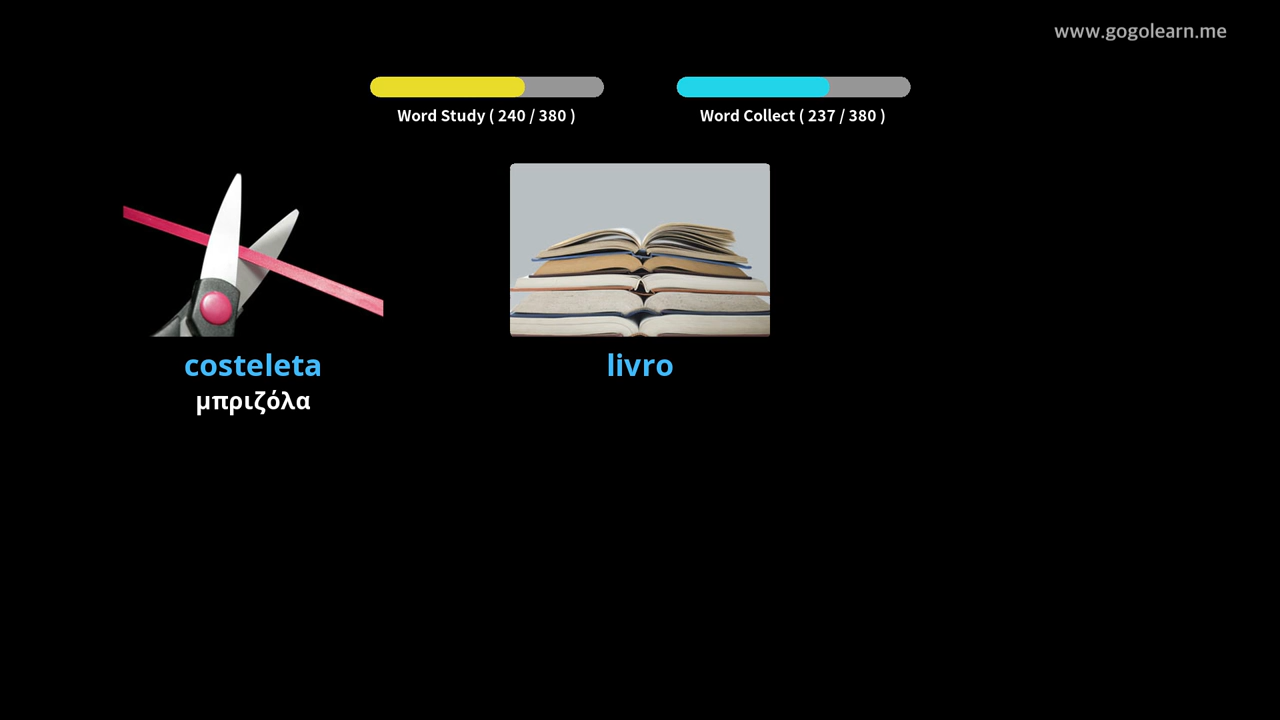 www.gogolearn.me
Word Study ( 240 / 380 )
Word Collect ( 237 / 380 )
costeleta
μπριζόλα
livro